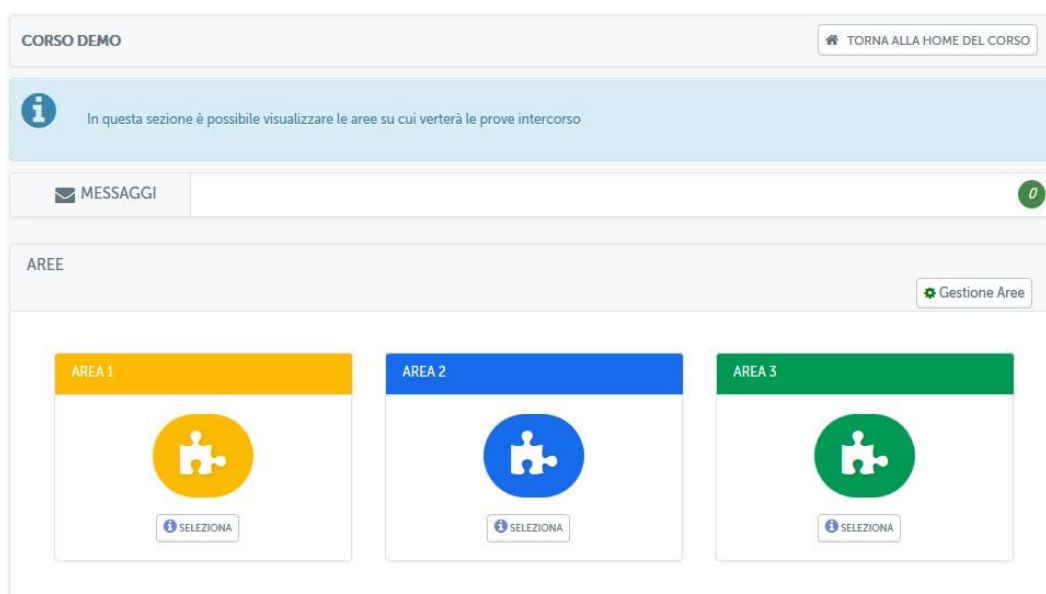 CORSO DEMO
TORNA ALLA HOME DEL CORSO
In questa sezione è possibile visualizzare le aree su cui verterà le prove intercorso
MESSAGGI
0
AREE
Gestione Aree
AREA 1
AREA 2
AREA 3
SELEZIONA
SELEZIONA
SELEZIONA